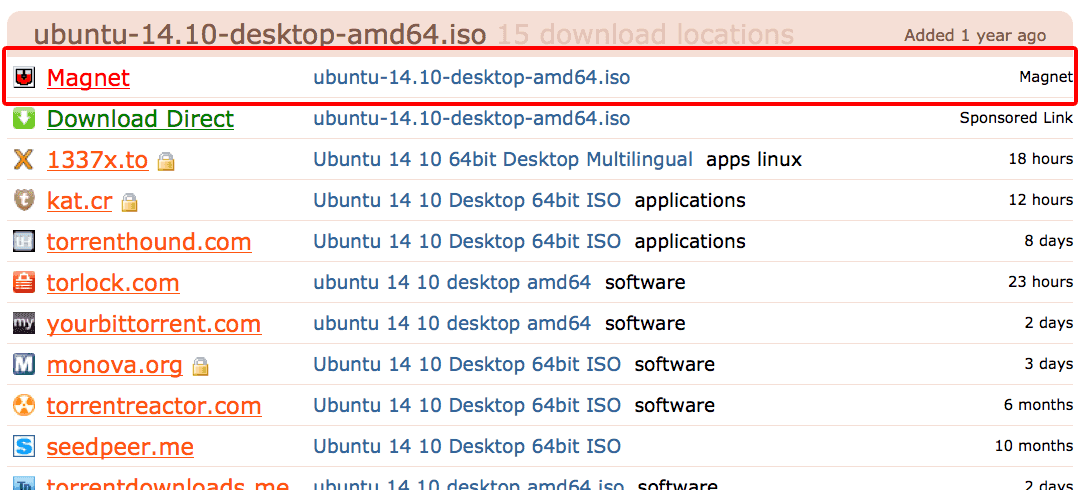 ubuntu-14.10-desktop-amd64.iso 15 download locations Added 1 year ago
Magnet ubuntu-14.10-desktop-amd64.iso Magnet
Download Direct ubuntu-14.10-desktop-amd64.iso Sponsored Link
1337x.to Ubuntu 14 10 64bit Desktop Multilingual apps linux 18 hours
kat.cr Ubuntu 14 10 Desktop 64bit ISO applications 12 hours
torrenthound.com Ubuntu 14 10 Desktop 64bit ISO applications 8 days
torlock.com ubuntu 14 10 desktop amd64 software 23 hours
my yourbittorrent.com ubuntu 14 10 desktop amd64 software 2 days
M monova.org Ubuntu 14 10 Desktop 64bit ISO software 3 days
torrentreactor.com Ubuntu 14 10 Desktop 64bit ISO software 6 months
S seedpeer.me Ubuntu 14 10 Desktop 64bit ISO 10 months
torrentdownloads.me ubuntu 14 10 desktop amd64 iso software 2 days